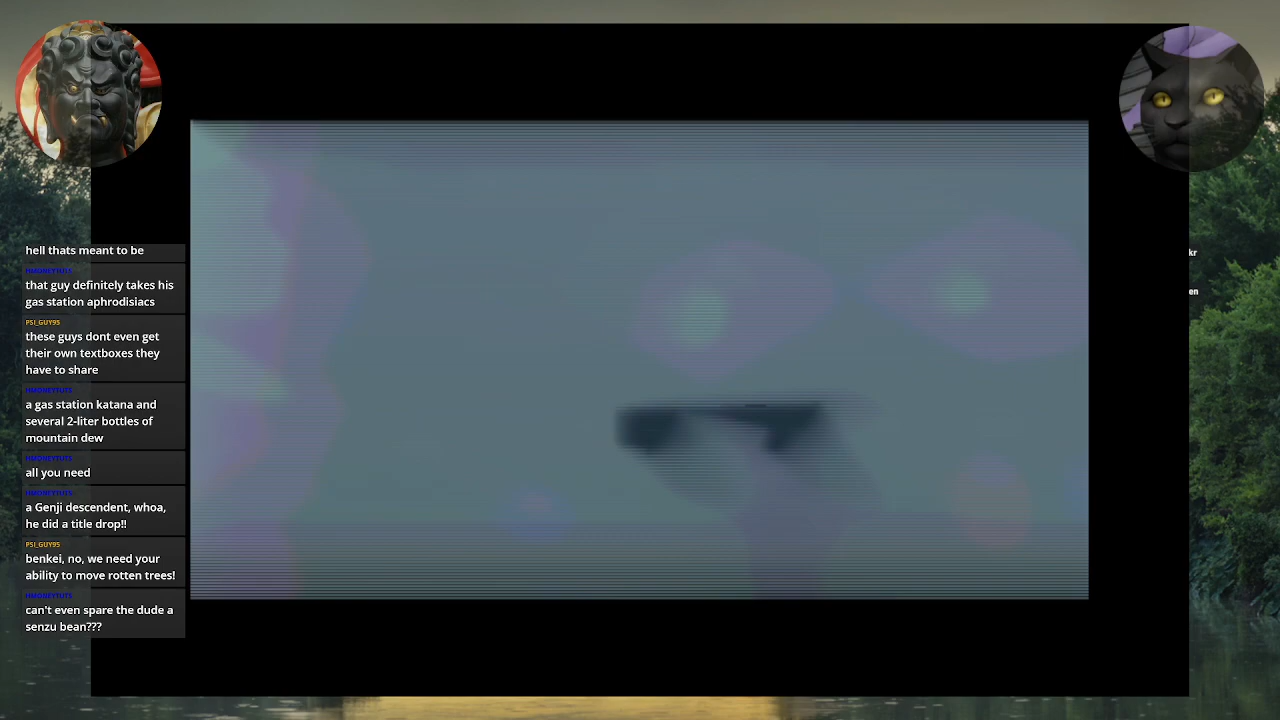 hell thats meant to be
HMONEYTUTS
that guy definitely takes his
gas station aphrodisiacs
PSI_GUY95
these guys dont even get
their own textboxes they
have to share
a gas station katana and
several 2-liter bottles of
mountain dew
all you need
a Genji descendent, whoa,
he did a title drop!!
PSI_GUY95
benkei, no, we need your
ability to move rotten trees!
can't even spare the dude a
senzu bean???
kr
en